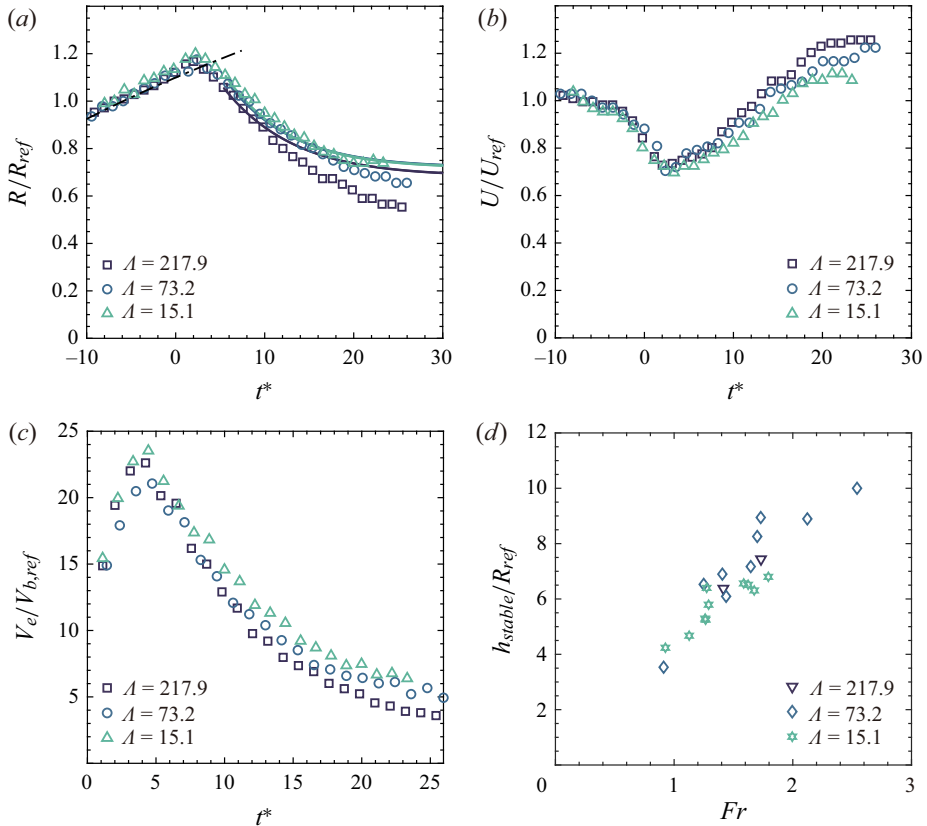 (a)
1.2
1.0
0.8
0.6
0.4
0.2
0
–10
0
10
20
30
R/R_ref
t*
Λ = 217.9
Λ = 73.2
Λ = 15.1
(b)
1.2
1.0
0.8
0.6
0.4
0.2
0
–10
0
10
20
30
U/U_ref
t*
Λ = 217.9
Λ = 73.2
Λ = 15.1
(c)
25
20
15
10
5
0
5
10
15
20
25
V_e/V_b,ref
t*
Λ = 217.9
Λ = 73.2
Λ = 15.1
(d)
12
10
8
6
4
2
0
1
2
3
h_stable/R_ref
Fr
Λ = 217.9
Λ = 73.2
Λ = 15.1